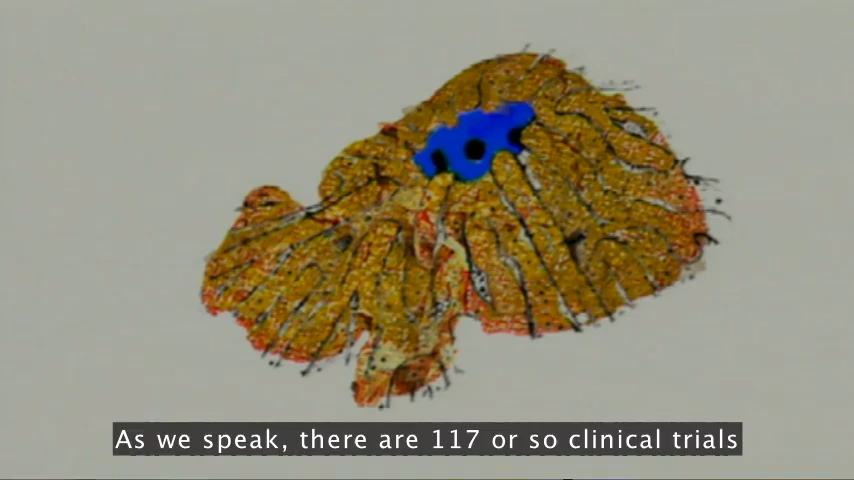 As we speak, there are 117 or so clinical trials